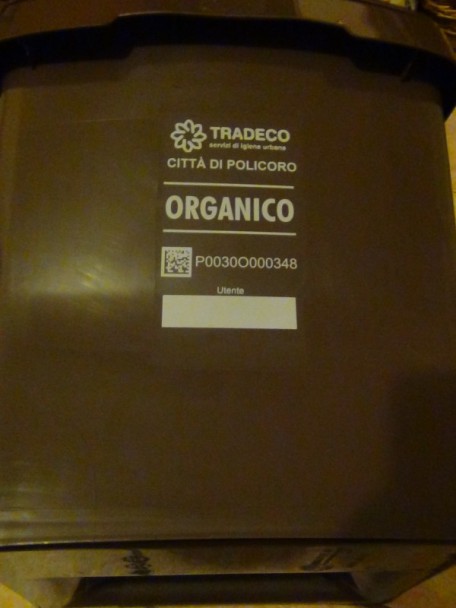 TRADECO
servizi di igiene urbana
CITTÀ DI POLICORO
ORGANICO
P0030O000348
Utente